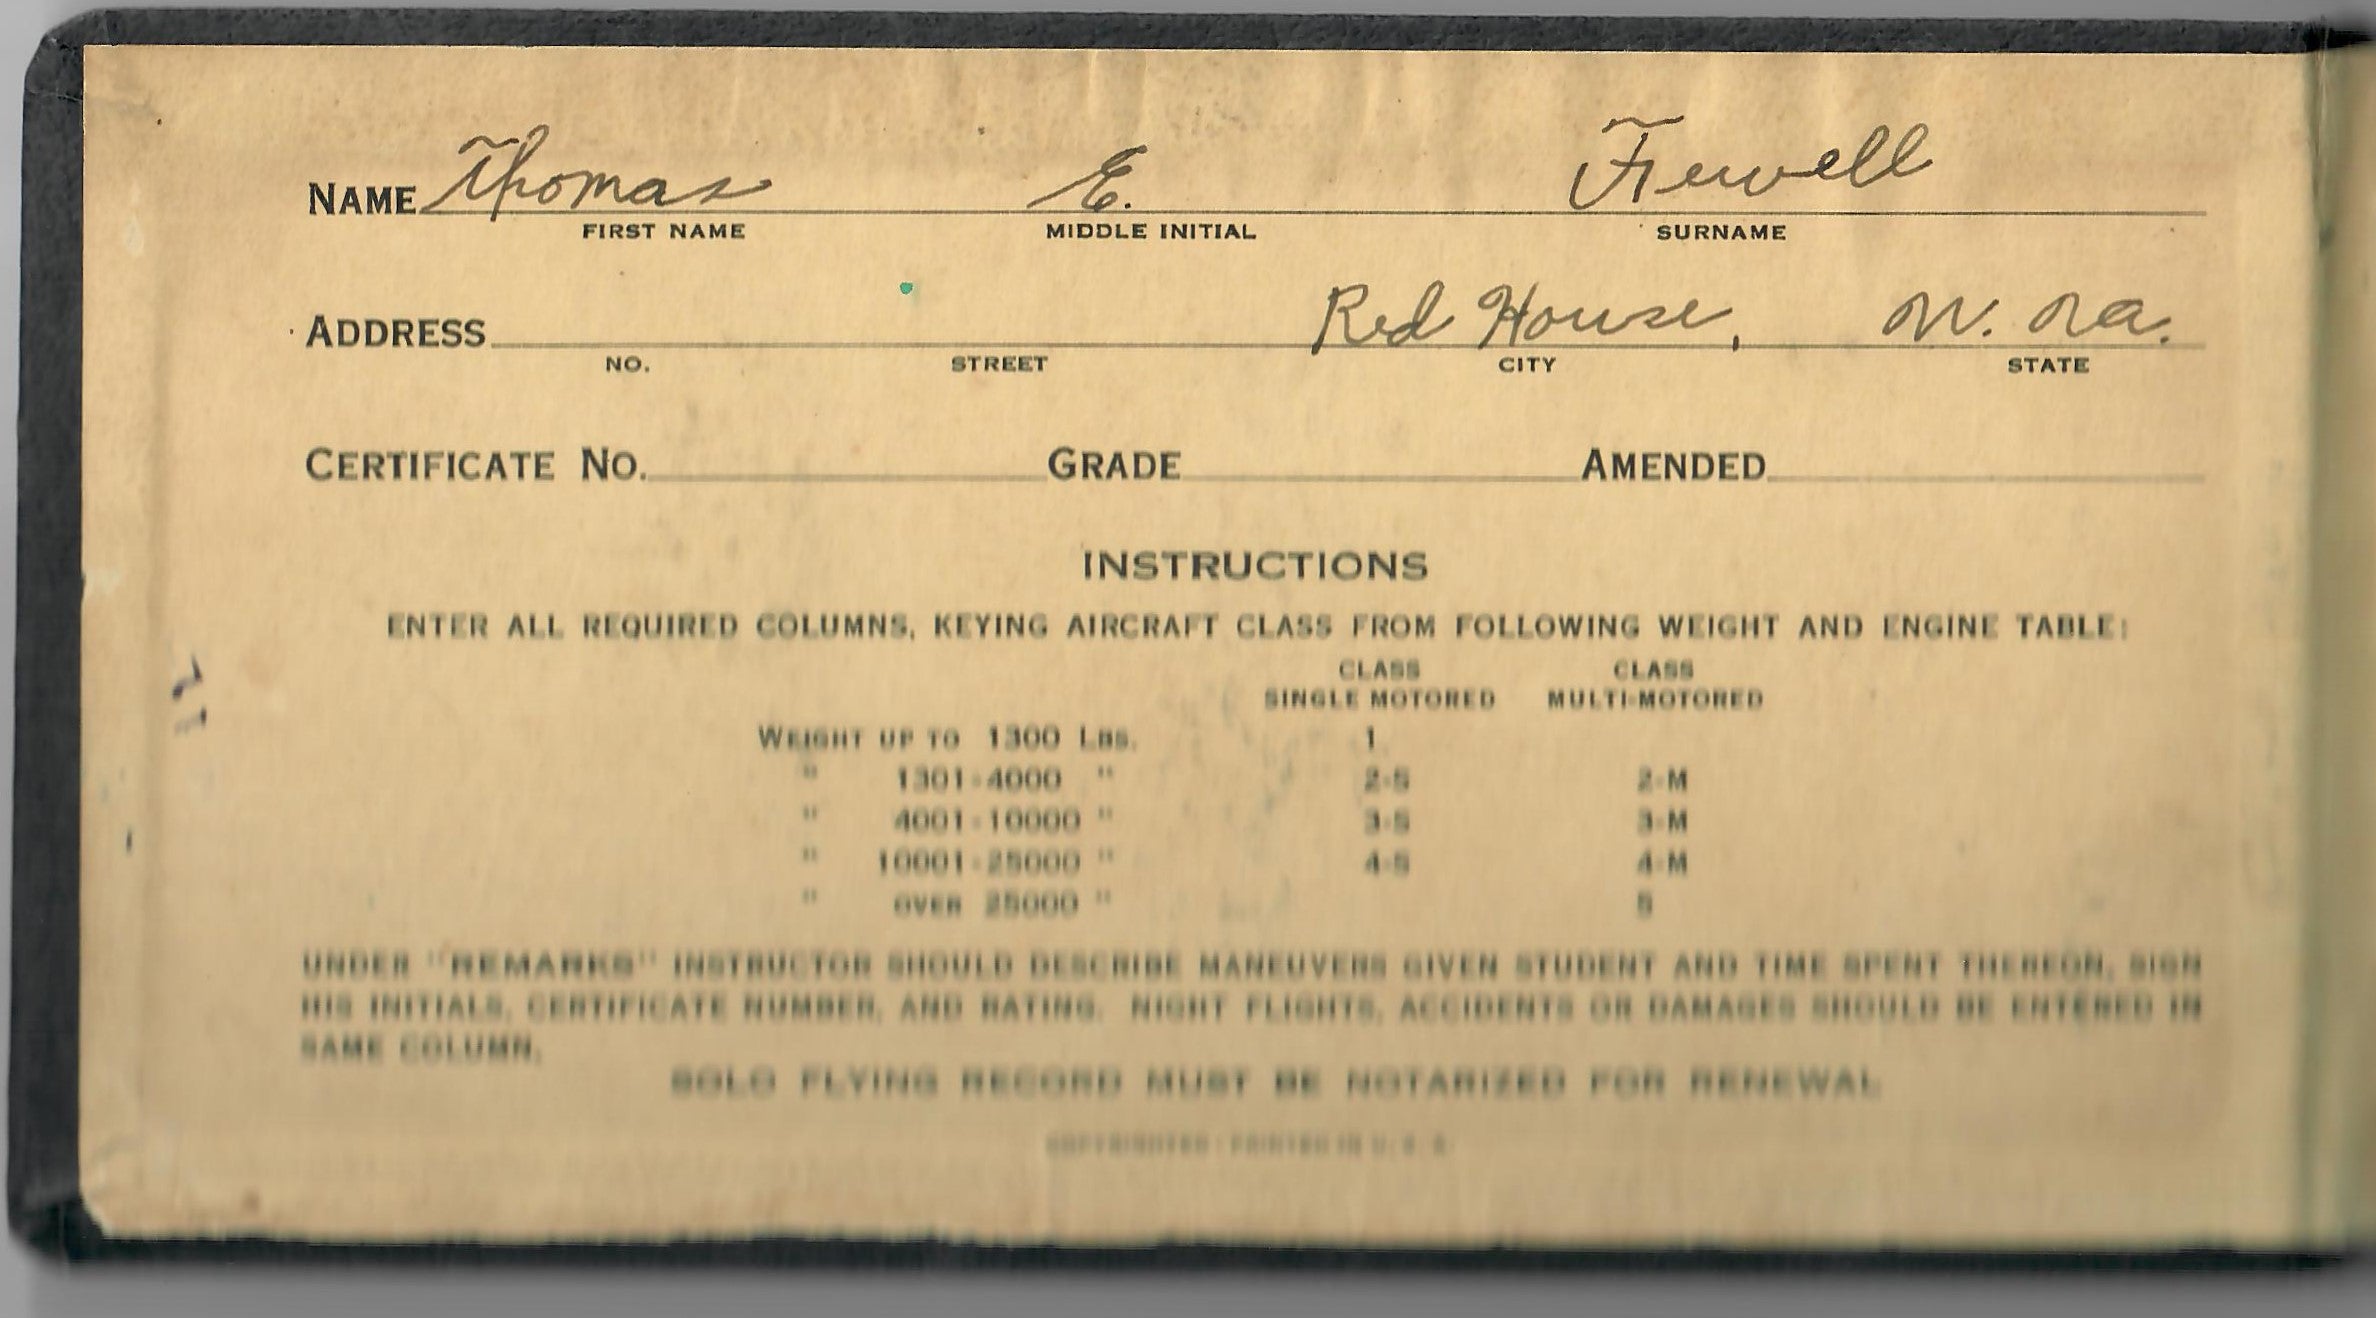 NAME Thomas E. Fewell
FIRST NAME MIDDLE INITIAL SURNAME
ADDRESS Red House, W. Va.
NO. STREET CITY STATE
CERTIFICATE NO. GRADE AMENDED
INSTRUCTIONS
ENTER ALL REQUIRED COLUMNS, KEYING AIRCRAFT CLASS FROM FOLLOWING WEIGHT AND ENGINE TABLE:
CLASS CLASS
SINGLE MOTORED MULTI-MOTORED
WEIGHT UP TO 1300 LBS. 1
" 1301-4000 " 2-S 2-M
" 4001-10000 " 3-S 3-M
" 10001-25000 " 4-S 4-M
" OVER 25000 " 5
UNDER "REMARKS" INSTRUCTOR SHOULD DESCRIBE MANEUVERS GIVEN STUDENT AND TIME SPENT THEREON, SIGN
HIS INITIALS, CERTIFICATE NUMBER, AND RATING. NIGHT FLIGHTS, ACCIDENTS OR DAMAGES SHOULD BE ENTERED IN
SAME COLUMN.
SOLO FLYING RECORD MUST BE NOTARIZED FOR RENEWAL
COPYRIGHTED - PRINTED IN U. S. A.